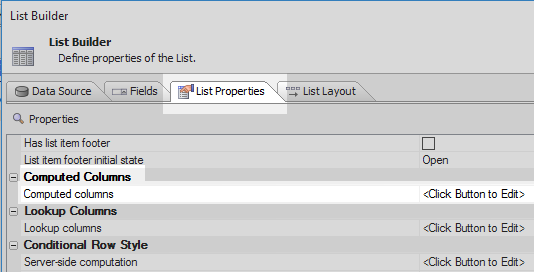 List Builder
List Builder
Define properties of the List.
Data Source Fields List Properties List Layout
Properties
Has list item footer
List item footer initial state Open
Computed Columns
Computed columns <Click Button to Edit>
Lookup Columns
Lookup columns <Click Button to Edit>
Conditional Row Style
Server-side computation <Click Button to Edit>